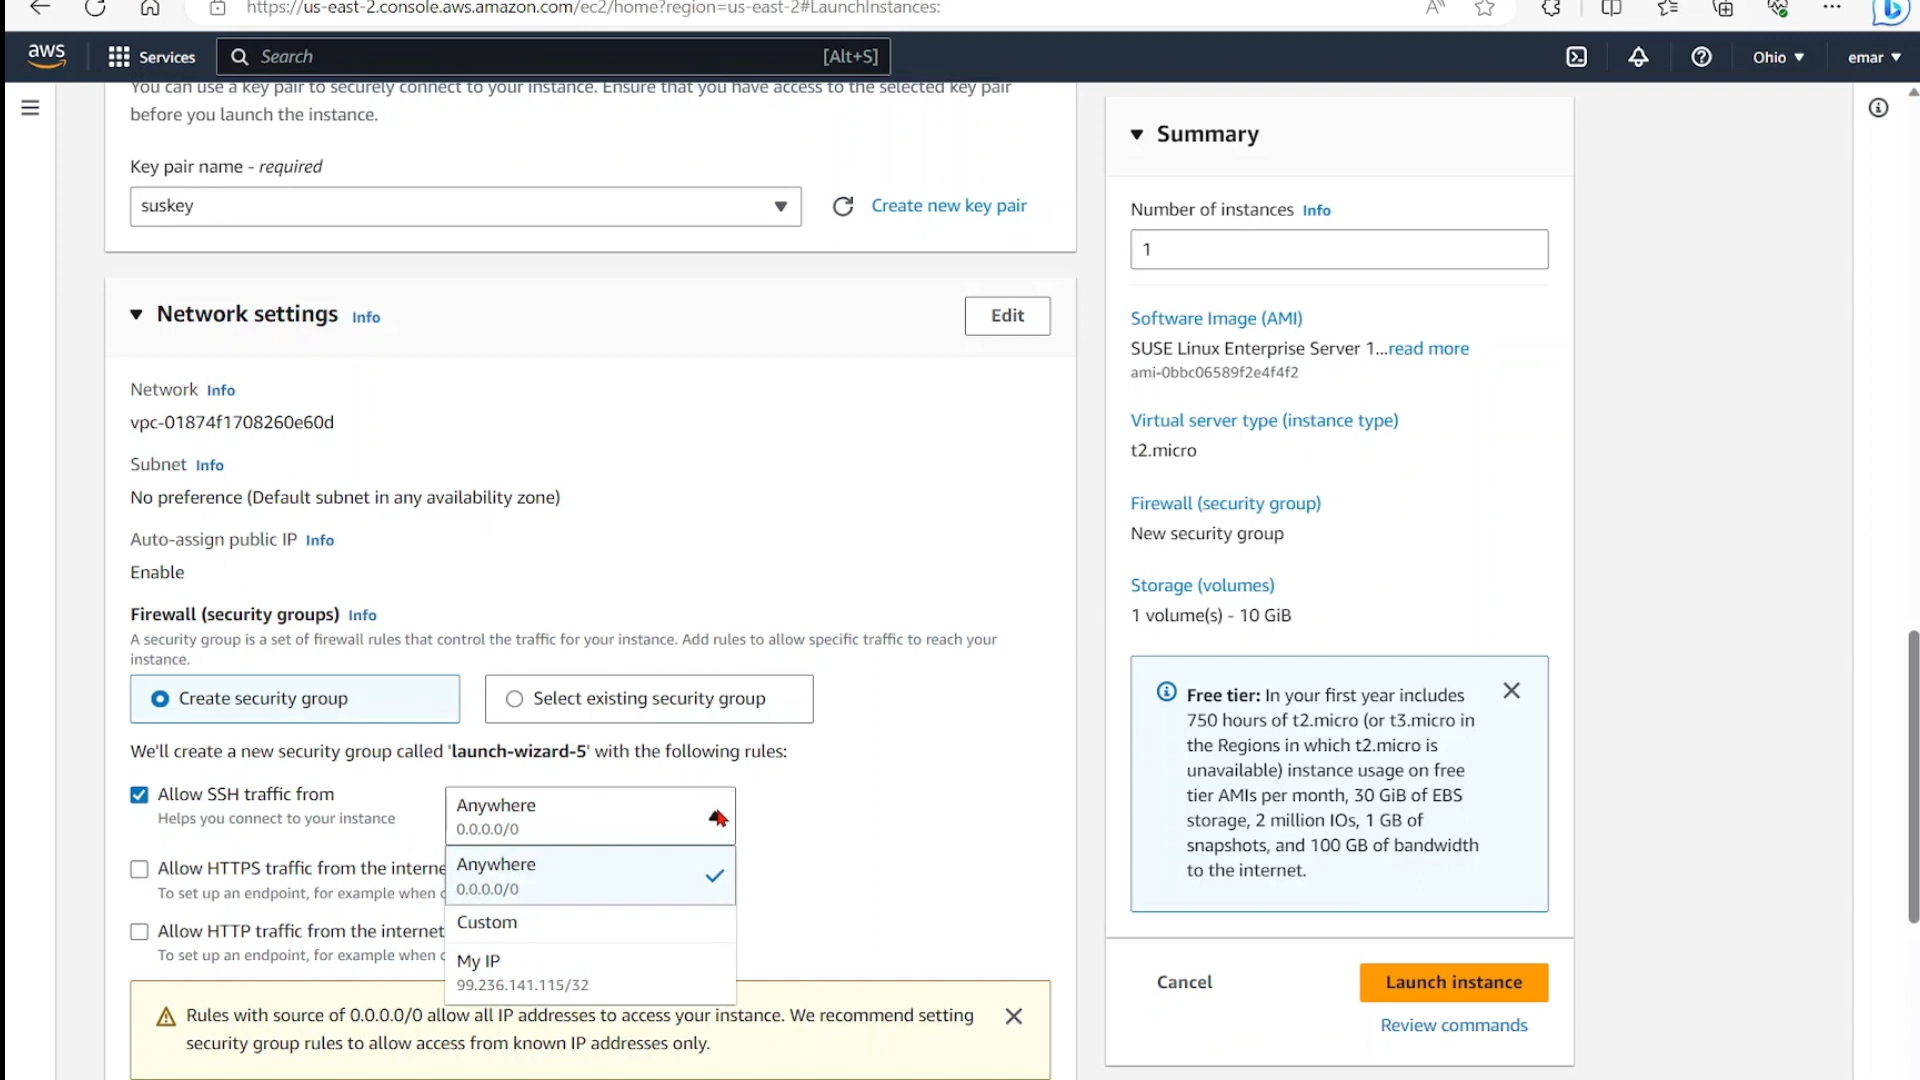 https://us-east-2.console.aws.amazon.com/ec2/home?region=us-east-2#LaunchInstances:
aws
Services
Search
[Alt+S]
Ohio
emar
You can use a key pair to securely connect to your instance. Ensure that you have access to the selected key pair
before you launch the instance.
Key pair name - required
suskey
Create new key pair
Network settings Info
Edit
Network Info
vpc-01874f1708260e60d
Subnet Info
No preference (Default subnet in any availability zone)
Auto-assign public IP Info
Enable
Firewall (security groups) Info
A security group is a set of firewall rules that control the traffic for your instance. Add rules to allow specific traffic to reach your
instance.
Create security group
Select existing security group
We'll create a new security group called 'launch-wizard-5' with the following rules:
Allow SSH traffic from
Helps you connect to your instance
Anywhere
0.0.0.0/0
Anywhere
0.0.0.0/0
Custom
My IP
99.236.141.115/32
Allow HTTPS traffic from the interne
To set up an endpoint, for example when c
Allow HTTP traffic from the internet
To set up an endpoint, for example when c
Rules with source of 0.0.0.0/0 allow all IP addresses to access your instance. We recommend setting
security group rules to allow access from known IP addresses only.
Summary
Number of instances Info
1
Software Image (AMI)
SUSE Linux Enterprise Server 1...read more
ami-0bbc06589f2e4f4f2
Virtual server type (instance type)
t2.micro
Firewall (security group)
New security group
Storage (volumes)
1 volume(s) - 10 GiB
Free tier: In your first year includes
750 hours of t2.micro (or t3.micro in
the Regions in which t2.micro is
unavailable) instance usage on free
tier AMIs per month, 30 GiB of EBS
storage, 2 million IOs, 1 GB of
snapshots, and 100 GB of bandwidth
to the internet.
Cancel
Launch instance
Review commands